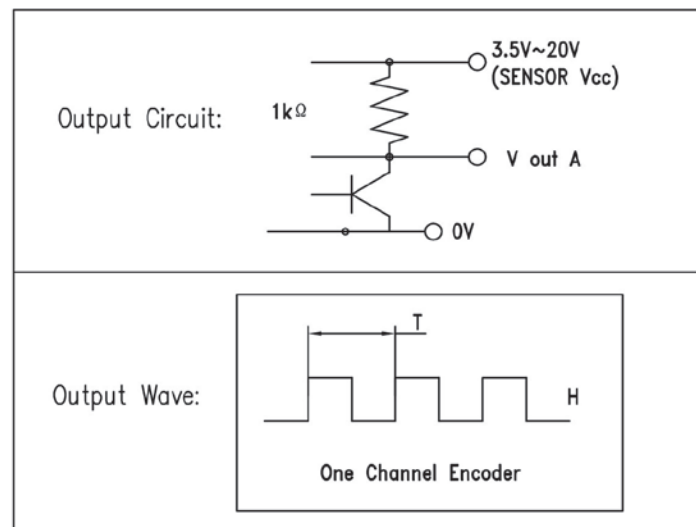 3.5V~20V
(SENSOR Vcc)
Output Circuit:
1kΩ
V out A
0V
T
Output Wave:
H
One Channel Encoder